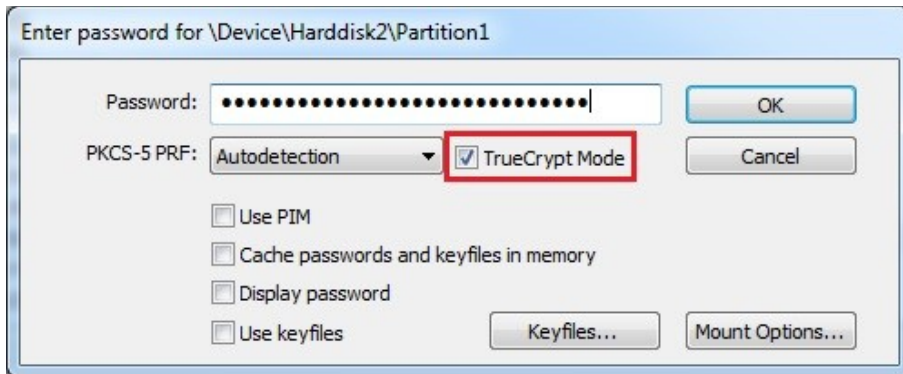 Enter password for \Device\Harddisk2\Partition1
Password: ●●●●●●●●●●●●●●●●●●●●●●●●●●●●● OK
PKCS-5 PRF: Autodetection TrueCrypt Mode Cancel
Use PIM
Cache passwords and keyfiles in memory
Display password
Use keyfiles Keyfiles... Mount Options...